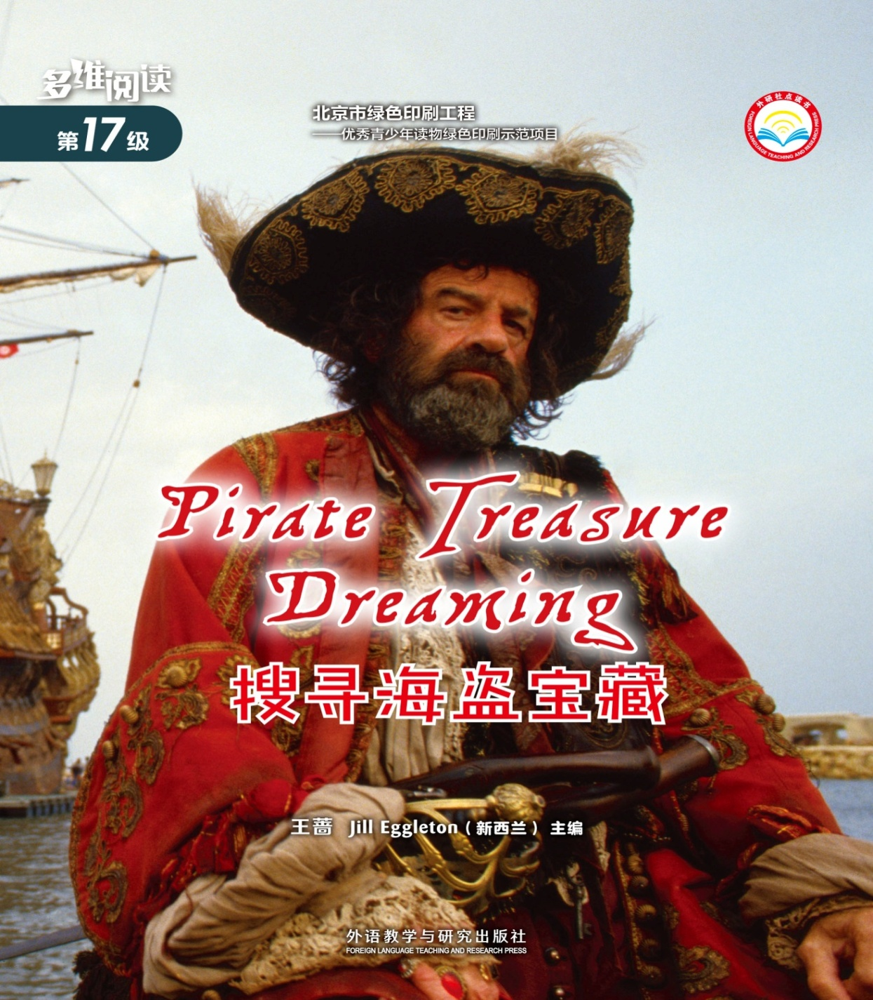 多维阅读
第17级
北京市绿色印刷工程
——优秀青少年读物绿色印刷示范项目
外研社点读书
FOREIGN LANGUAGE TEACHING AND RESEARCH PRESS
Pirate Treasure
Dreaming
搜寻海盗宝藏
王蔷 Jill Eggleton（新西兰）主编
外语教学与研究出版社
FOREIGN LANGUAGE TEACHING AND RESEARCH PRESS